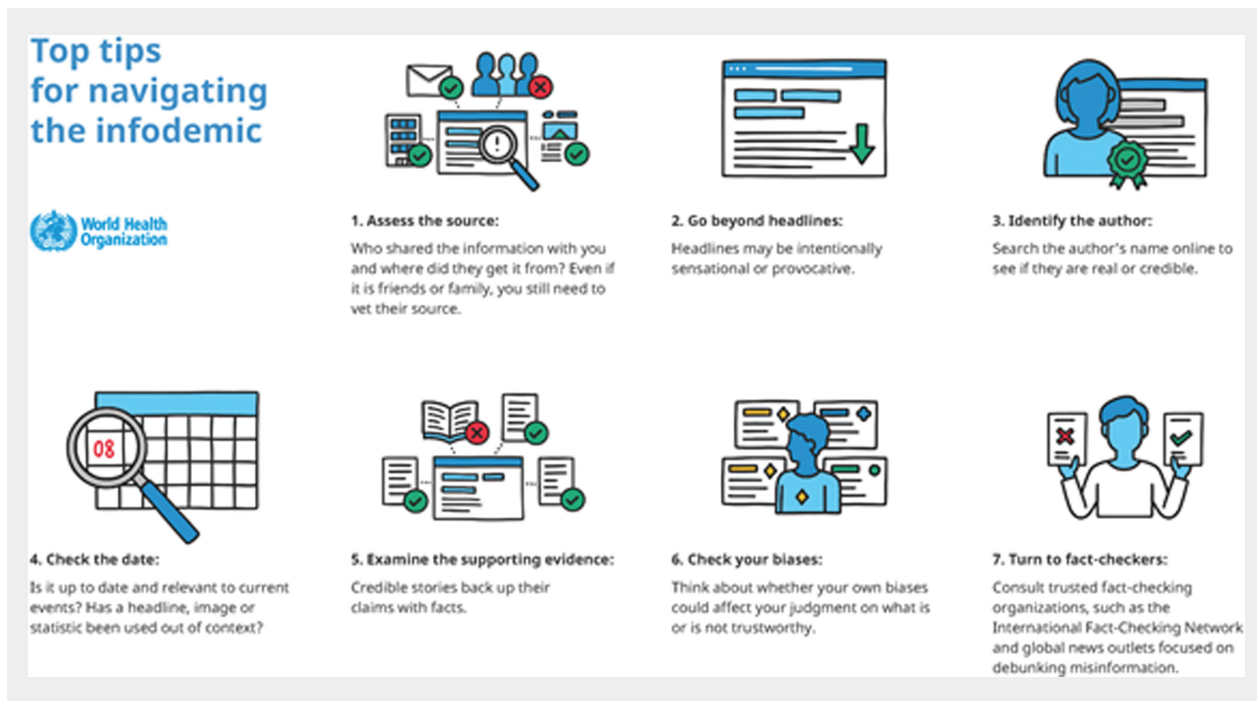 Top tips
for navigating
the infodemic
World Health
Organization
1. Assess the source:
Who shared the information with you
and where did they get it from? Even if
it is friends or family, you still need to
vet their source.
2. Go beyond headlines:
Headlines may be intentionally
sensational or provocative.
3. Identify the author:
Search the author's name online to
see if they are real or credible.
08
4. Check the date:
Is it up to date and relevant to current
events? Has a headline, image or
statistic been used out of context?
5. Examine the supporting evidence:
Credible stories back up their
claims with facts.
6. Check your biases:
Think about whether your own biases
could affect your judgment on what is
or is not trustworthy.
7. Turn to fact-checkers:
Consult trusted fact-checking
organizations, such as the
International Fact-Checking Network
and global news outlets focused on
debunking misinformation.